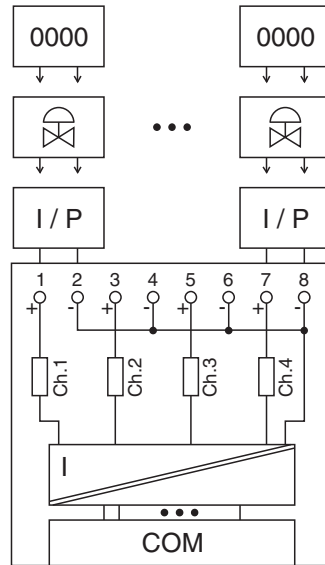 0000 0000
I / P I / P
1 2 3 4 5 6 7 8
+ - + - + - + -
Ch.1 Ch.2 Ch.3 Ch.4
I
COM